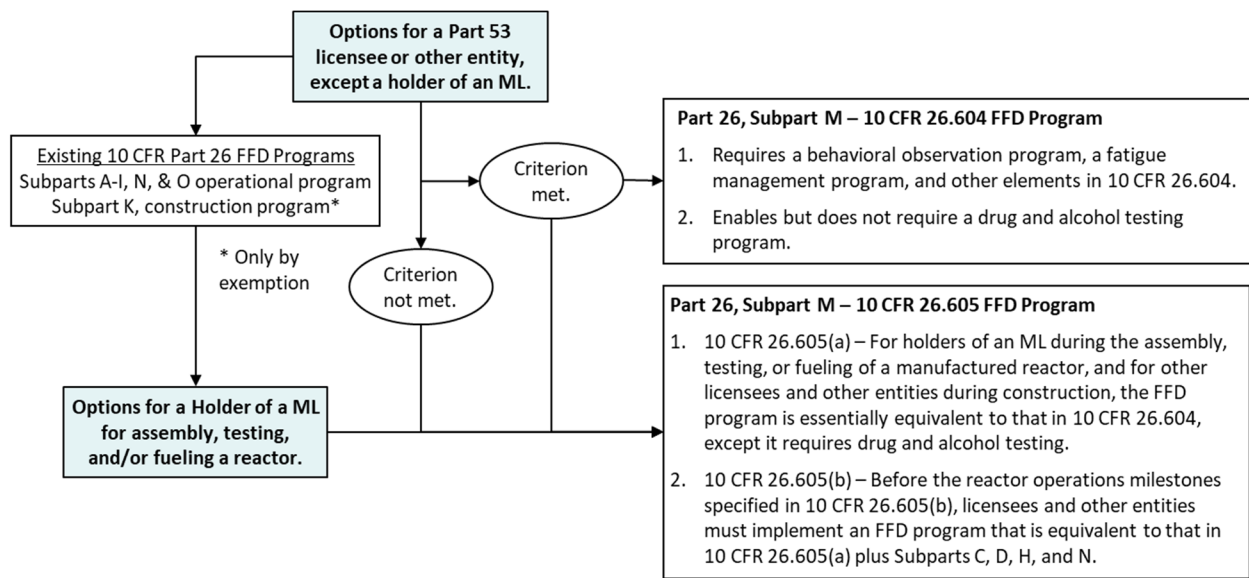 Options for a Part 53
licensee or other entity,
except a holder of an ML.
Existing 10 CFR Part 26 FFD Programs
Subparts A-I, N, & O operational program
Subpart K, construction program*
* Only by
exemption
Criterion
met.
Criterion
not met.
Part 26, Subpart M – 10 CFR 26.604 FFD Program
1. Requires a behavioral observation program, a fatigue
management program, and other elements in 10 CFR 26.604.
2. Enables but does not require a drug and alcohol testing
program.
Options for a Holder of a ML
for assembly, testing,
and/or fueling a reactor.
Part 26, Subpart M – 10 CFR 26.605 FFD Program
1. 10 CFR 26.605(a) – For holders of an ML during the assembly,
testing, or fueling of a manufactured reactor, and for other
licensees and other entities during construction, the FFD
program is essentially equivalent to that in 10 CFR 26.604,
except it requires drug and alcohol testing.
2. 10 CFR 26.605(b) – Before the reactor operations milestones
specified in 10 CFR 26.605(b), licensees and other entities
must implement an FFD program that is equivalent to that in
10 CFR 26.605(a) plus Subparts C, D, H, and N.